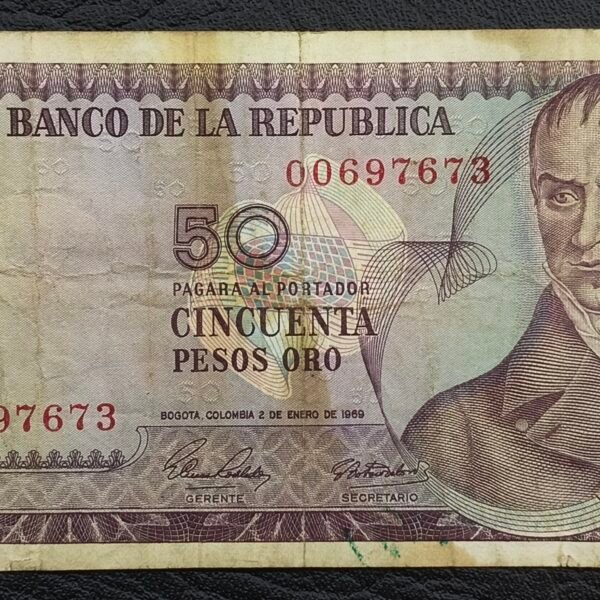 BANCO DE LA REPUBLICA
00697673
50
PAGARA AL PORTADOR
CINCUENTA
PESOS ORO
97673
BOGOTA, COLOMBIA 2 DE ENERO DE 1969
GERENTE
SECRETARIO